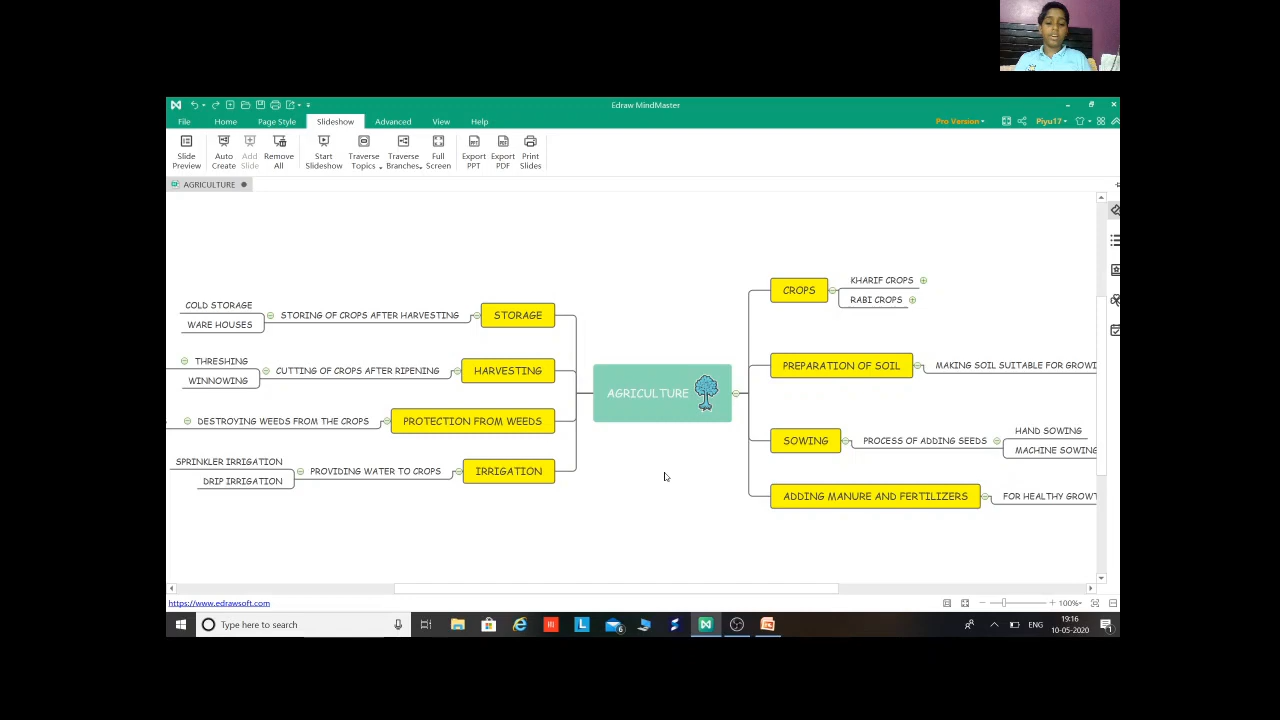 Edraw MindMaster
File Home Page Style Slideshow Advanced View Help
Pro Version Piyu17
Slide Preview
Auto Create
Add Slide
Remove All
Start Slideshow
Traverse Topics
Traverse Branches
Full Screen
Export PPT
Export PDF
Print Slides
AGRICULTURE
COLD STORAGE
WARE HOUSES
STORING OF CROPS AFTER HARVESTING
STORAGE
THRESHING
WINNOWING
CUTTING OF CROPS AFTER RIPENING
HARVESTING
DESTROYING WEEDS FROM THE CROPS
PROTECTION FROM WEEDS
SPRINKLER IRRIGATION
DRIP IRRIGATION
PROVIDING WATER TO CROPS
IRRIGATION
AGRICULTURE
CROPS
KHARIF CROPS
RABI CROPS
PREPARATION OF SOIL
MAKING SOIL SUITABLE FOR GROWI
SOWING
PROCESS OF ADDING SEEDS
HAND SOWING
MACHINE SOWING
ADDING MANURE AND FERTILIZERS
FOR HEALTHY GROWT
https://www.edrawsoft.com
100%
Type here to search
6
ENG
19:16
10-05-2020
1